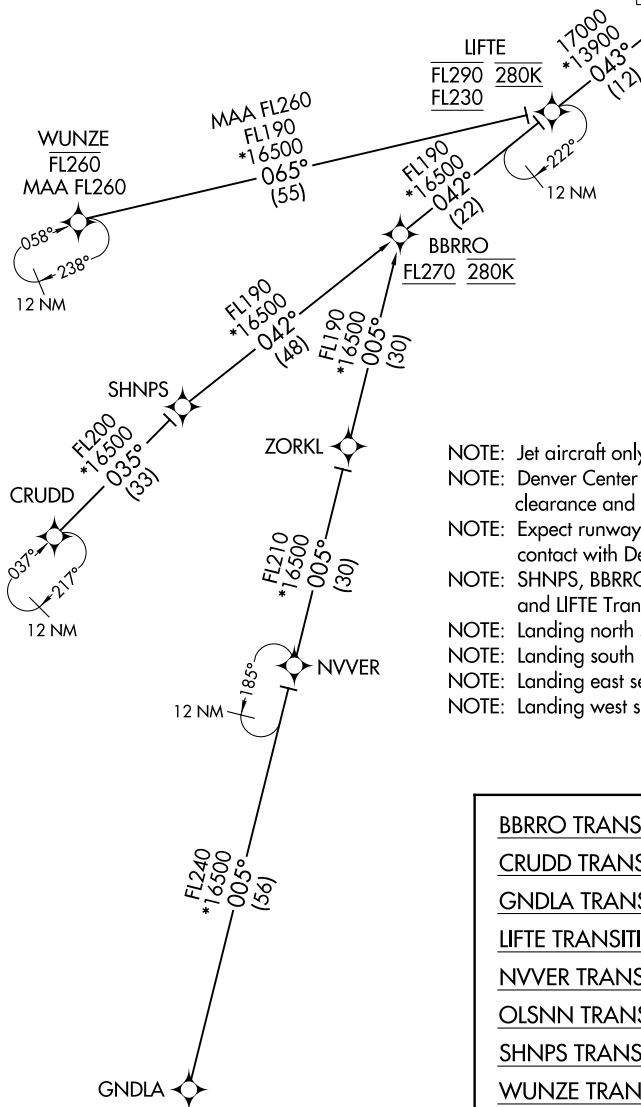 17000
*13900
043°
(12)
LIFTE
FL290 280K
FL230
MAA FL260
FL190
*16500
065°
(55)
WUNZE
FL260
MAA FL260
222°
12 NM
FL190
*16500
042°
(22)
058°
238°
12 NM
BBRRO
FL270 280K
FL190
*16500
042°
(48)
FL190
*16500
005°
(30)
SHNPS
FL200
*16500
035°
(33)
ZORKL
CRUDD
037°
217°
12 NM
NOTE: Jet aircraft only
NOTE: Denver Center
clearance and
NOTE: Expect runway
contact with De
NOTE: SHNPS, BBRRO
and LIFTE Tran
NOTE: Landing north
NOTE: Landing south
NOTE: Landing east se
NOTE: Landing west s
FL210
*16500
005°
(30)
NVVER
185°
12 NM
FL240
*16500
005°
(56)
GNDLA
BBRRO TRANS
CRUDD TRANS
GNDLA TRANS
LIFTE TRANSITI
NVVER TRANS
OLSNN TRANS
SHNPS TRANS
WUNZE TRAN